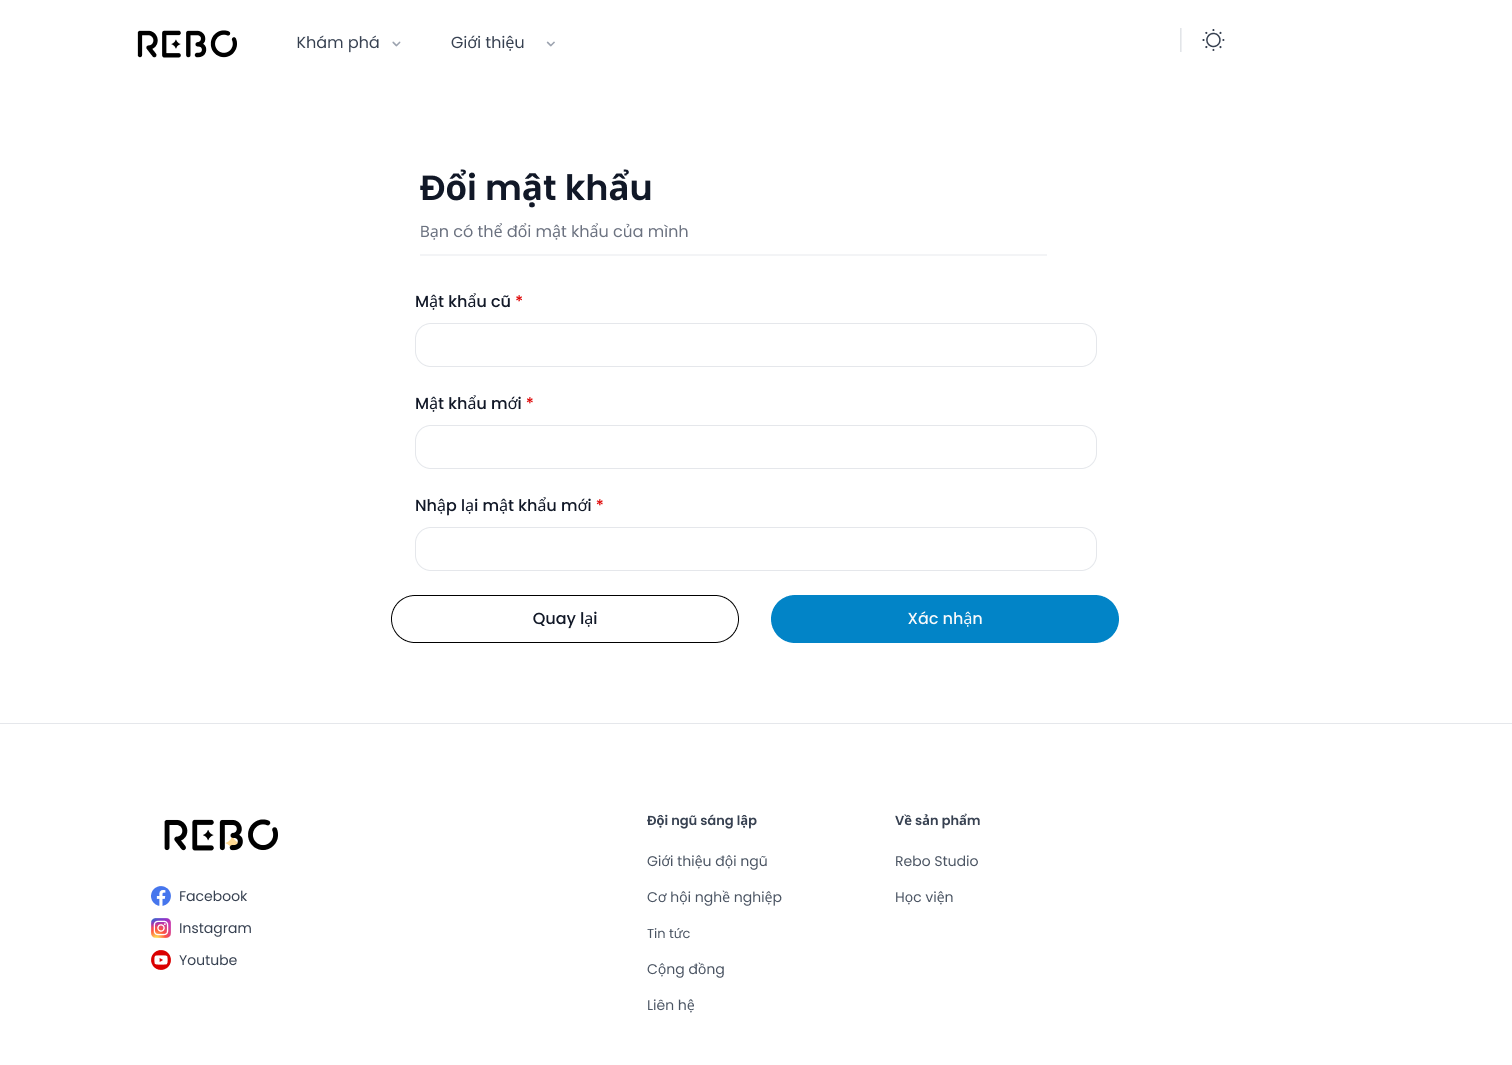 REBO
Khám phá
Giới thiệu
Đổi mật khẩu
Bạn có thể đổi mật khẩu của mình
Mật khẩu cũ *
Mật khẩu mới *
Nhập lại mật khẩu mới *
Quay lại
Xác nhận
REBO
Facebook
Instagram
Youtube
Đội ngũ sáng lập
Giới thiệu đội ngũ
Cơ hội nghề nghiệp
Tin tức
Cộng đồng
Liên hệ
Về sản phẩm
Rebo Studio
Học viện